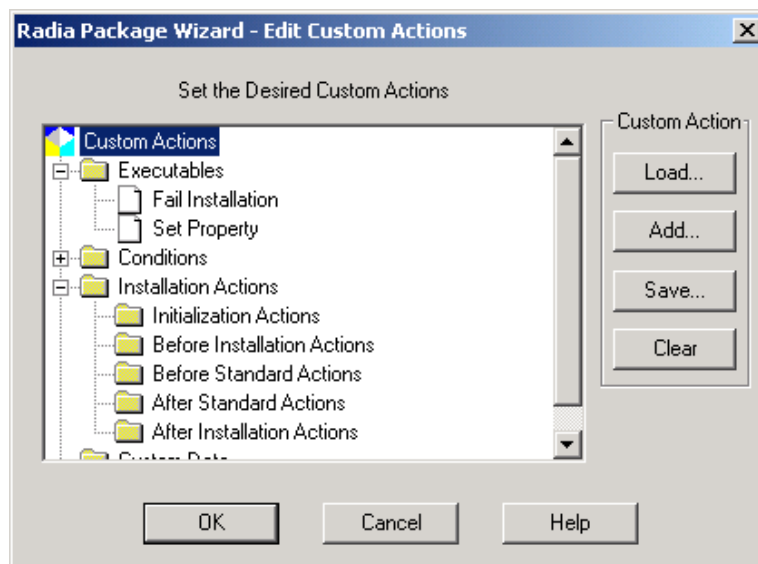 Radia Package Wizard - Edit Custom Actions
Set the Desired Custom Actions
Custom Actions
Executables
Fail Installation
Set Property
Conditions
Installation Actions
Initialization Actions
Before Installation Actions
Before Standard Actions
After Standard Actions
After Installation Actions
Custom Data
Custom Action
Load...
Add...
Save...
Clear
OK
Cancel
Help